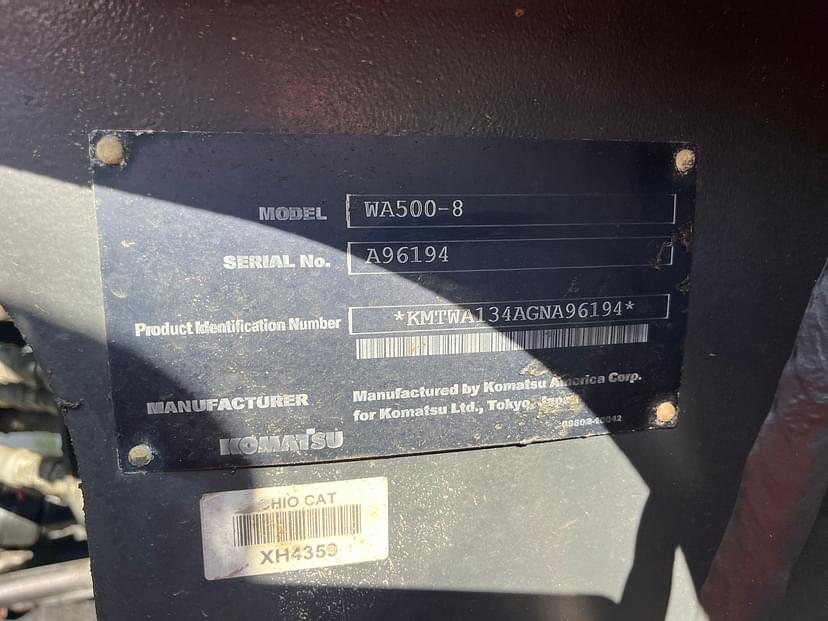 MODEL WA500-8
SERIAL No. A96194
Product Identification Number *KMTWA134AGNA96194*
MANUFACTURER
Manufactured by Komatsu America Corp.
for Komatsu Ltd., Tokyo, Japan
KOMATSU
OHIO CAT
XH4359